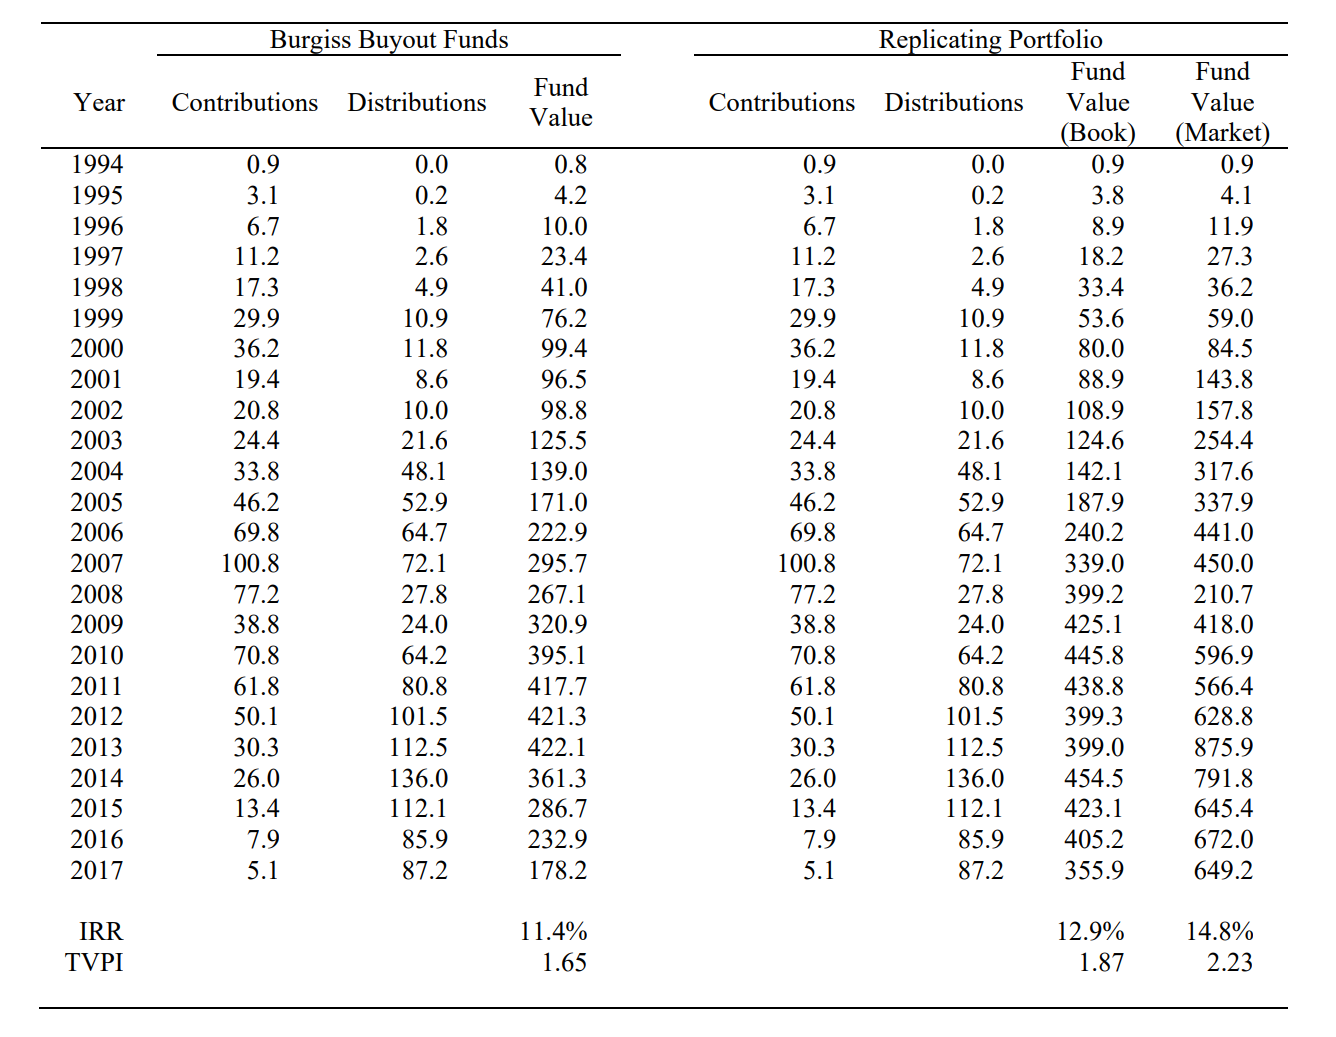 Burgiss Buyout Funds Replicating Portfolio
Year Contributions Distributions Fund Value Contributions Distributions Fund Value (Book) Fund Value (Market)
1994 0.9 0.0 0.8 0.9 0.0 0.9 0.9
1995 3.1 0.2 4.2 3.1 0.2 3.8 4.1
1996 6.7 1.8 10.0 6.7 1.8 8.9 11.9
1997 11.2 2.6 23.4 11.2 2.6 18.2 27.3
1998 17.3 4.9 41.0 17.3 4.9 33.4 36.2
1999 29.9 10.9 76.2 29.9 10.9 53.6 59.0
2000 36.2 11.8 99.4 36.2 11.8 80.0 84.5
2001 19.4 8.6 96.5 19.4 8.6 88.9 143.8
2002 20.8 10.0 98.8 20.8 10.0 108.9 157.8
2003 24.4 21.6 125.5 24.4 21.6 124.6 254.4
2004 33.8 48.1 139.0 33.8 48.1 142.1 317.6
2005 46.2 52.9 171.0 46.2 52.9 187.9 337.9
2006 69.8 64.7 222.9 69.8 64.7 240.2 441.0
2007 100.8 72.1 295.7 100.8 72.1 339.0 450.0
2008 77.2 27.8 267.1 77.2 27.8 399.2 210.7
2009 38.8 24.0 320.9 38.8 24.0 425.1 418.0
2010 70.8 64.2 395.1 70.8 64.2 445.8 596.9
2011 61.8 80.8 417.7 61.8 80.8 438.8 566.4
2012 50.1 101.5 421.3 50.1 101.5 399.3 628.8
2013 30.3 112.5 422.1 30.3 112.5 399.0 875.9
2014 26.0 136.0 361.3 26.0 136.0 454.5 791.8
2015 13.4 112.1 286.7 13.4 112.1 423.1 645.4
2016 7.9 85.9 232.9 7.9 85.9 405.2 672.0
2017 5.1 87.2 178.2 5.1 87.2 355.9 649.2
IRR 11.4% 12.9% 14.8%
TVPI 1.65 1.87 2.23